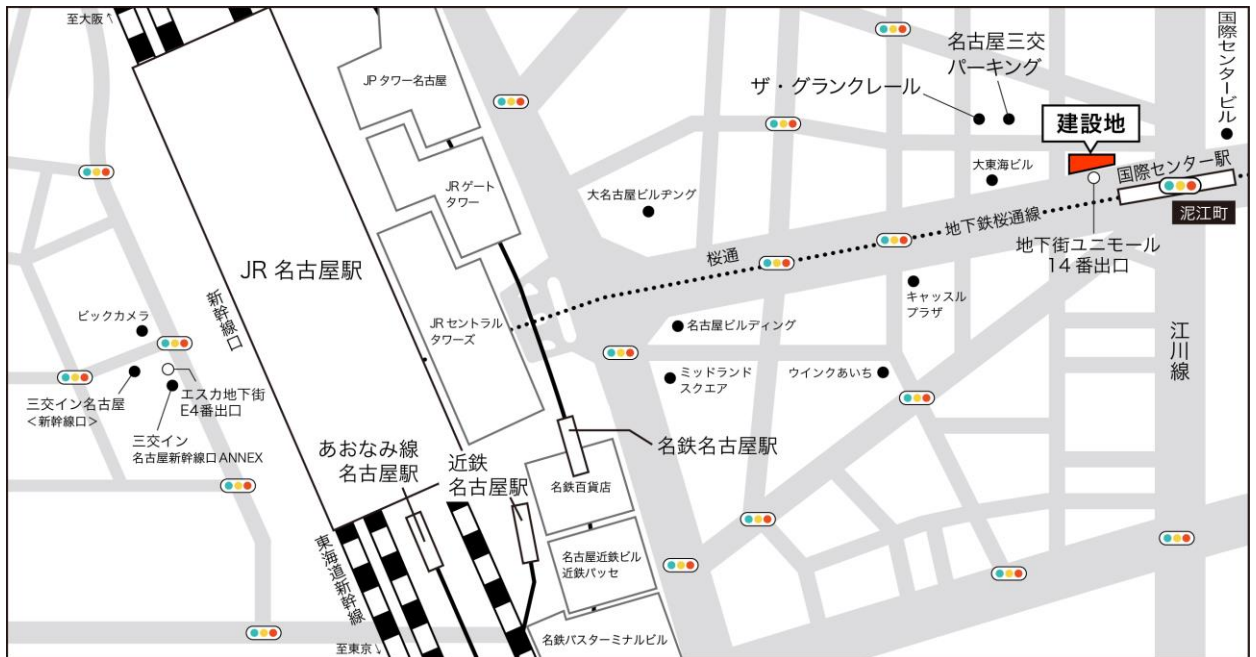 至大阪
JPタワー名古屋
JRゲート
タワー
JRセントラル
タワーズ
JR 名古屋駅
新幹線口
ビックカメラ
三交イン名古屋
<新幹線口>
エスカ地下街
E4番出口
三交イン
名古屋新幹線口ANNEX
あおなみ線
名古屋駅
近鉄
名古屋駅
名鉄名古屋駅
名鉄百貨店
名古屋近鉄ビル
近鉄パッセ
名鉄バスターミナルビル
東海道新幹線
至東京
大名古屋ビルヂング
名古屋ビルディング
ミッドランド
スクエア
ウインクあいち
キャッスル
プラザ
桜通
地下鉄桜通線
ザ・グランクレール
名古屋三交
パーキング
建設地
大東海ビル
国際センタービル
国際センター駅
泥江町
地下街ユニモール
14番出口
江川線